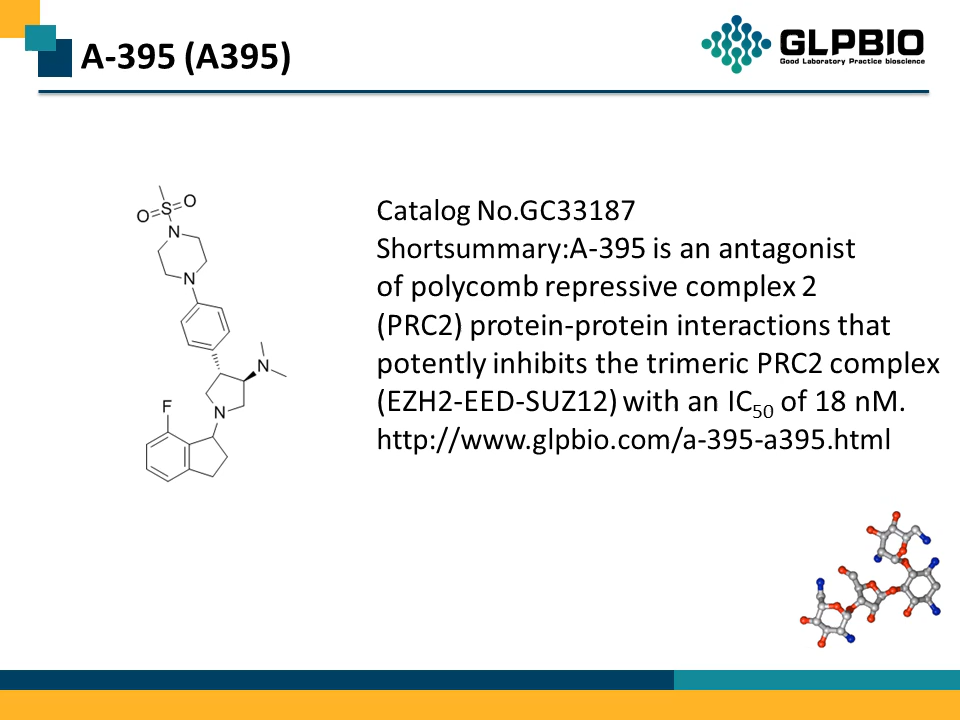 A-395 (A395)
GLPBIO
Good Laboratory Practice bioscience
O
S
O
N
N
N
F
N
Catalog No.GC33187
Shortsummary:A-395 is an antagonist
of polycomb repressive complex 2
(PRC2) protein-protein interactions that
potently inhibits the trimeric PRC2 complex
(EZH2-EED-SUZ12) with an IC50 of 18 nM.
http://www.glpbio.com/a-395-a395.html